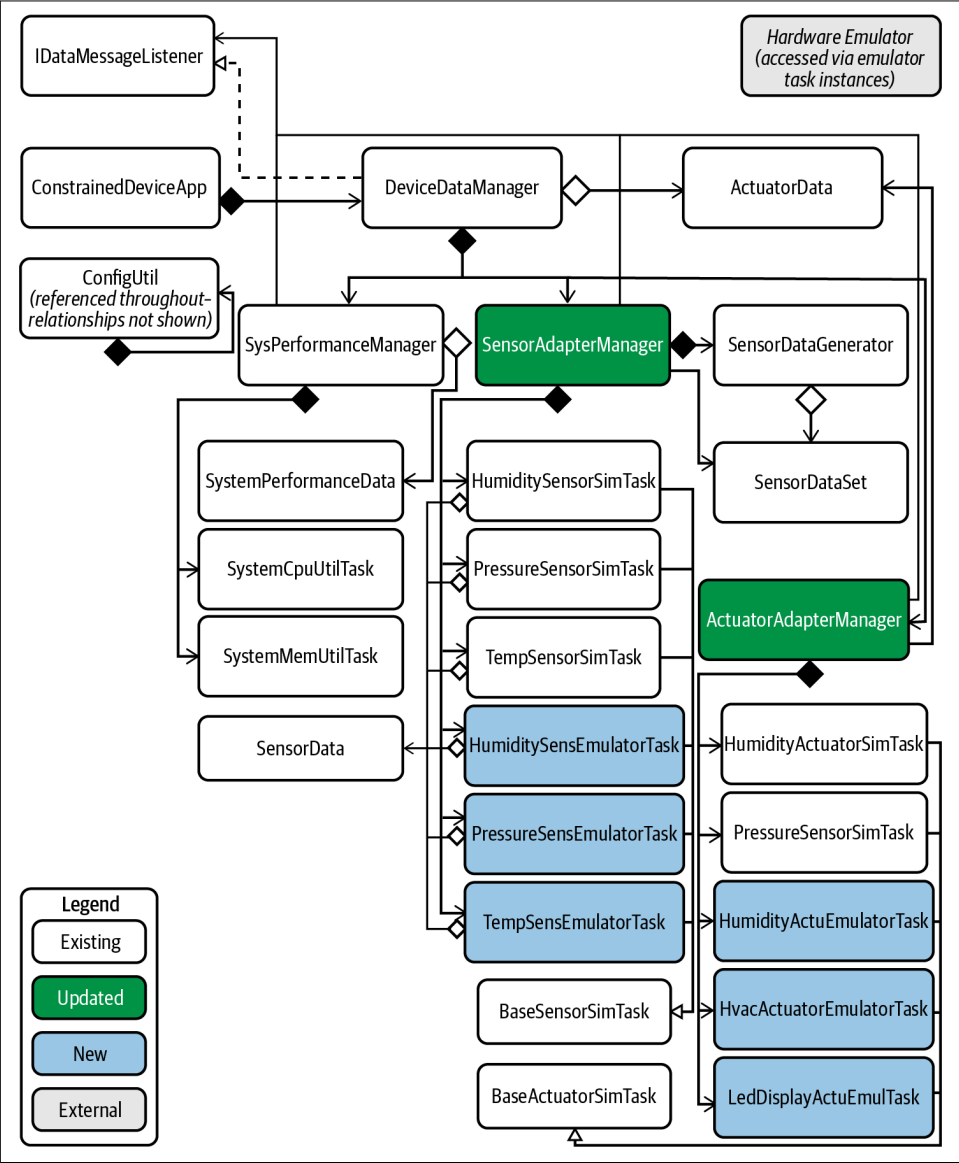 IDataMessageListener
Hardware Emulator
(accessed via emulator
task instances)
ConstrainedDeviceApp
DeviceDataManager
ActuatorData
ConfigUtil
(referenced throughout–
relationships not shown)
SysPerformanceManager
SensorAdapterManager
SensorDataGenerator
SystemPerformanceData
HumiditySensorSimTask
SensorDataSet
SystemCpuUtilTask
PressureSensorSimTask
ActuatorAdapterManager
SystemMemUtilTask
TempSensorSimTask
SensorData
HumiditySensEmulatorTask
HumidityActuatorSimTask
PressureSensEmulatorTask
PressureSensorSimTask
TempSensEmulatorTask
HumidityActuEmulatorTask
BaseSensorSimTask
HvacActuatorEmulatorTask
BaseActuatorSimTask
LedDisplayActuEmulTask
Legend
Existing
Updated
New
External